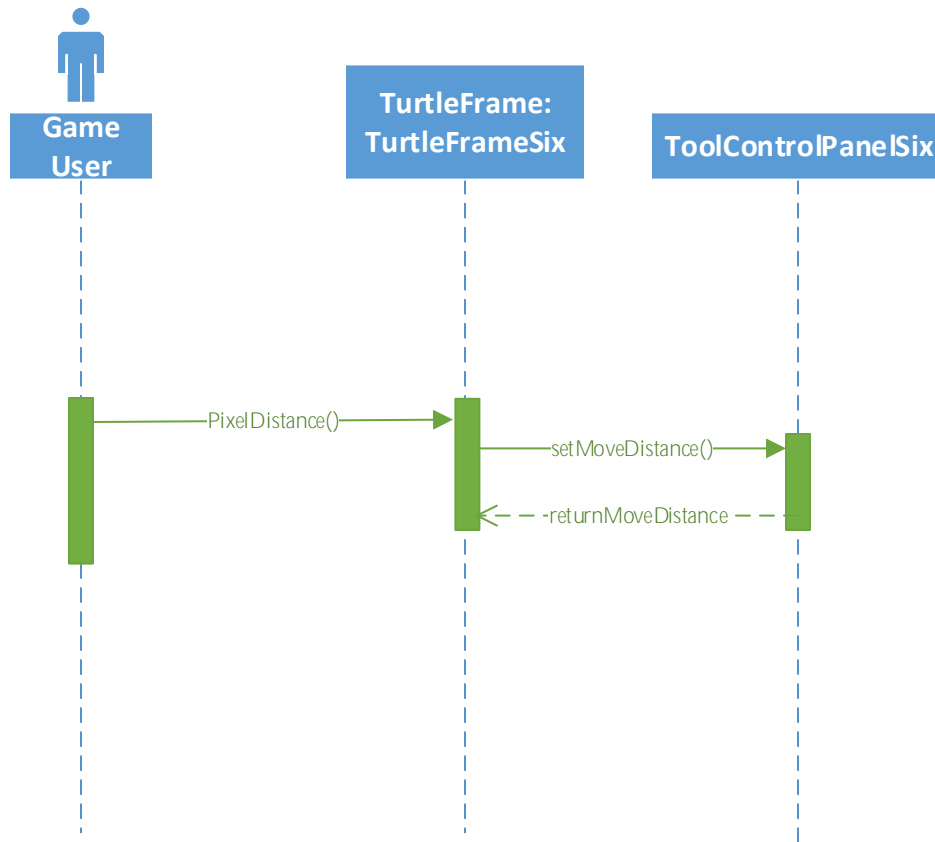 Game
User
TurtleFrame:
TurtleFrameSix
ToolControlPanelSix
PixelDistance()
setMoveDistance()
returnMoveDistance